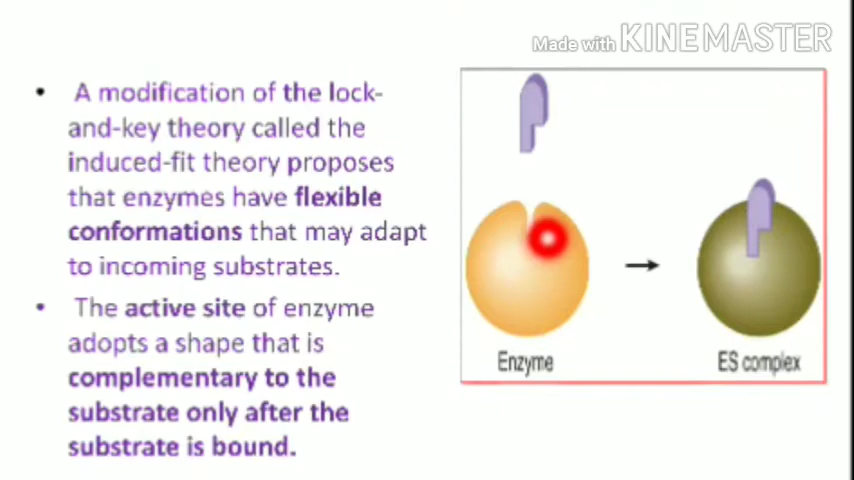 Made with KINEMASTER
• A modification of the lock-
and-key theory called the
induced-fit theory proposes
that enzymes have flexible
conformations that may adapt
to incoming substrates.
• The active site of enzyme
adopts a shape that is
complementary to the
substrate only after the
substrate is bound.
Enzyme
ES complex